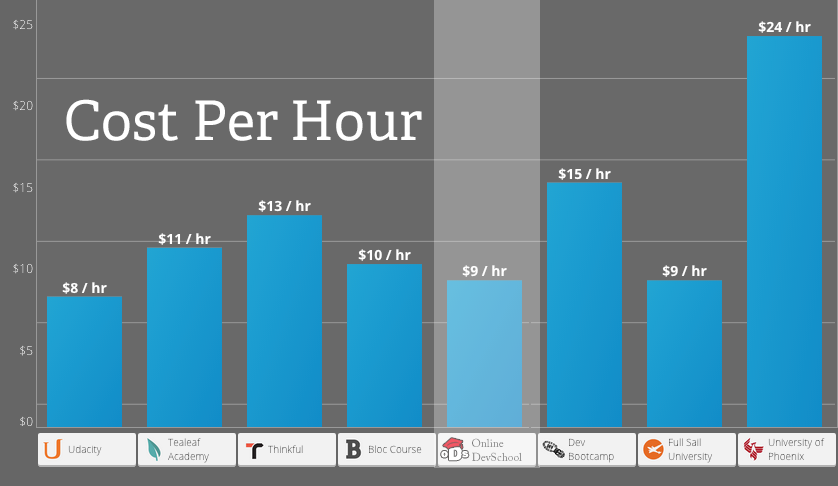 $25
$20
$15
$10
$5
$0
Cost Per Hour
$8 / hr
$11 / hr
$13 / hr
$10 / hr
$9 / hr
$15 / hr
$9 / hr
$24 / hr
Udacity
Tealeaf
Academy
Thinkful
B
Bloc Course
D
Online
DevSchool
Dev
Bootcamp
Full Sail
University
University of
Phoenix